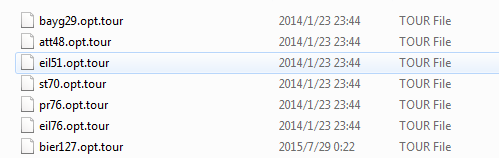 bayg29.opt.tour 2014/1/23 23:44 TOUR File
att48.opt.tour 2014/1/23 23:44 TOUR File
eil51.opt.tour 2014/1/23 23:44 TOUR File
st70.opt.tour 2014/1/23 23:44 TOUR File
pr76.opt.tour 2014/1/23 23:44 TOUR File
eil76.opt.tour 2014/1/23 23:44 TOUR File
bier127.opt.tour 2015/7/29 0:22 TOUR File